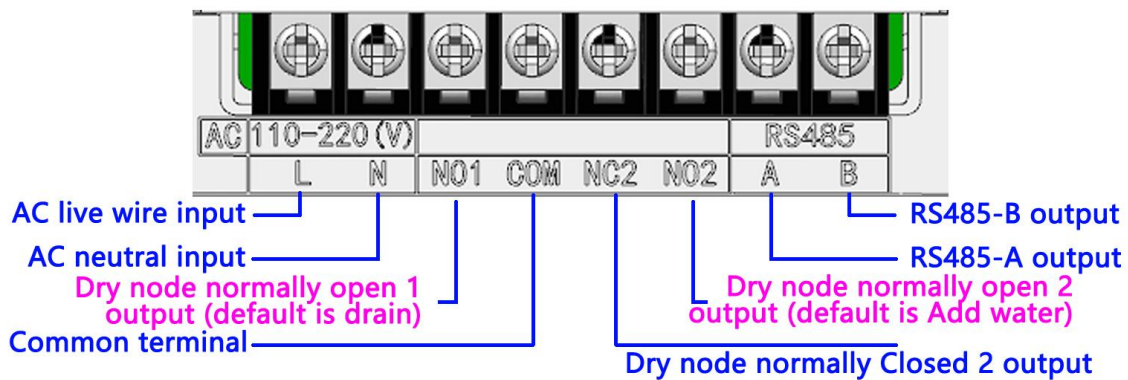 AC 110-220(V) RS485
L N NO1 COM NC2 NO2 A B
AC live wire input
RS485-B output
AC neutral input
RS485-A output
Dry node normally open 1
output (default is drain)
Dry node normally open 2
output (default is Add water)
Common terminal
Dry node normally Closed 2 output